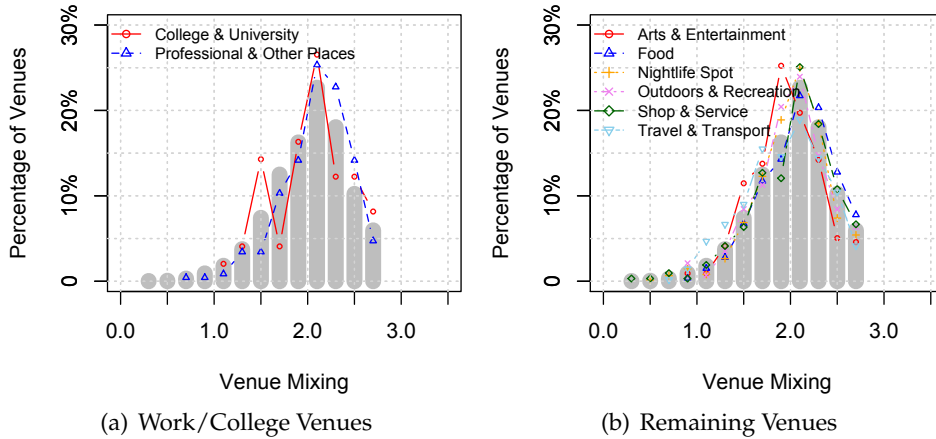 30%
20%
10%
0
Percentage of Venues
College & University
Professional & Other Places
0.0 1.0 2.0 3.0
Venue Mixing
(a) Work/College Venues
30%
20%
10%
0
Percentage of Venues
Arts & Entertainment
Food
Nightlife Spot
Outdoors & Recreation
Shop & Service
Travel & Transport
0.0 1.0 2.0 3.0
Venue Mixing
(b) Remaining Venues